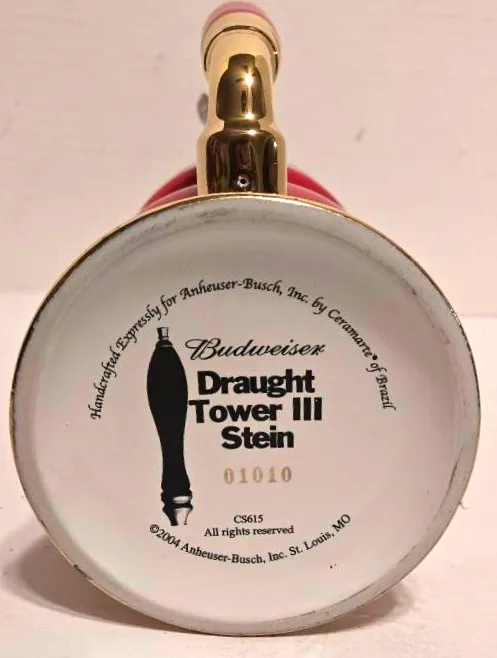 Handcrafted Expressly for Anheuser-Busch, Inc. by Ceramarte® of Brazil
Budweiser
Draught
Tower III
Stein
01010
CS615
All rights reserved
©2004 Anheuser-Busch, Inc. St. Louis, MO